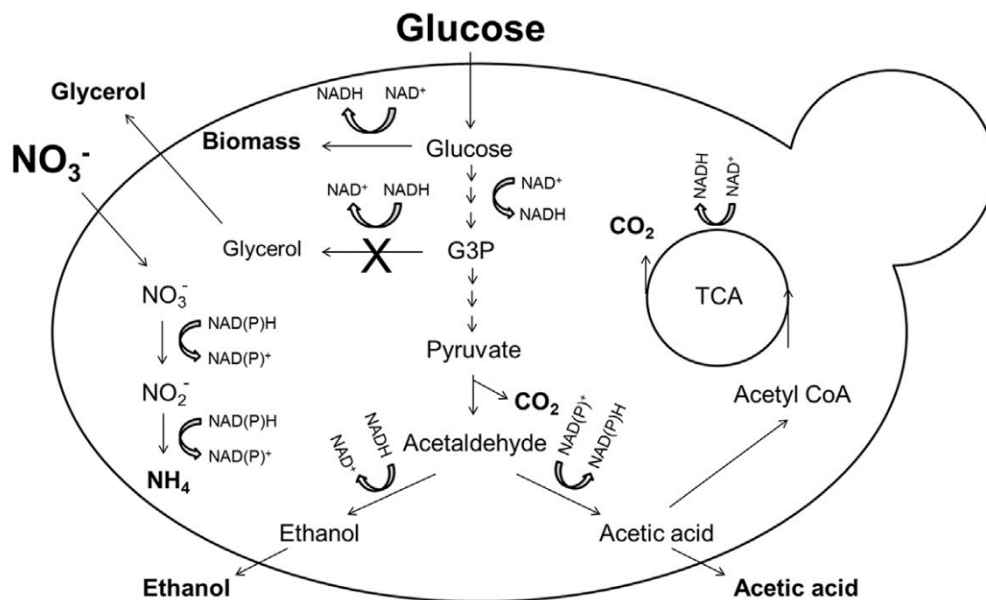 Glucose
Glycerol
NADH NAD⁺
NO₃⁻
Biomass
Glucose
NAD⁺ NADH
NAD⁺
NADH
NADH
NAD⁺
CO₂
Glycerol
X
G3P
TCA
NO₃⁻
NAD(P)H
NAD(P)⁺
Pyruvate
NO₂⁻
CO₂
Acetyl CoA
NAD(P)H
NAD(P)⁺
NADH
NAD⁺
Acetaldehyde
NAD(P)⁺
NAD(P)H
NH₄
Ethanol
Acetic acid
Ethanol
Acetic acid